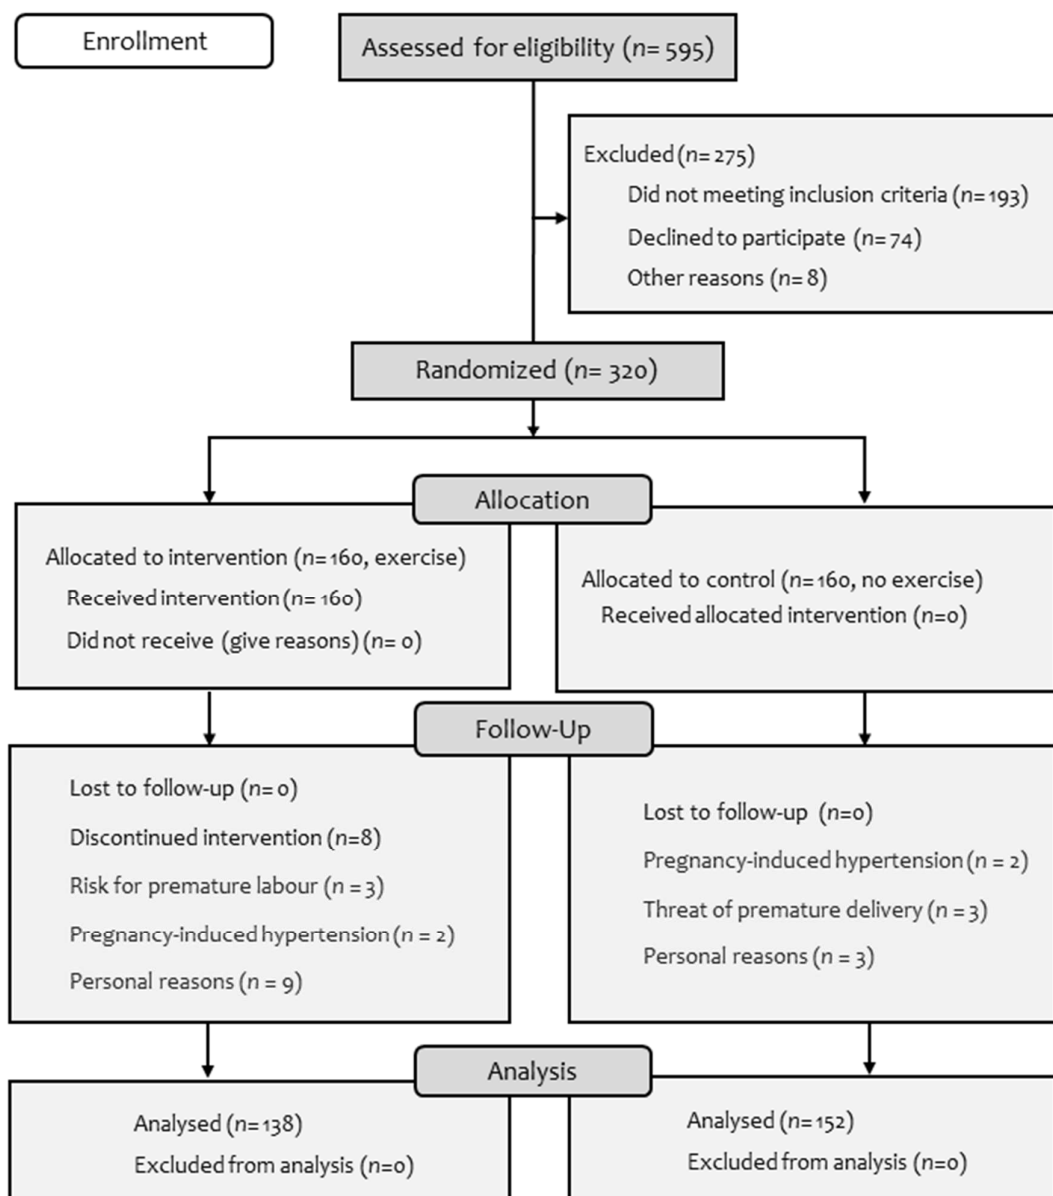 Enrollment
Assessed for eligibility (n= 595)
Excluded (n= 275)
Did not meeting inclusion criteria (n= 193)
Declined to participate (n= 74)
Other reasons (n= 8)
Randomized (n= 320)
Allocation
Allocated to intervention (n= 160, exercise)
Received intervention (n= 160)
Did not receive (give reasons) (n= 0)
Allocated to control (n= 160, no exercise)
Received allocated intervention (n=0)
Follow-Up
Lost to follow-up (n= 0)
Discontinued intervention (n=8)
Risk for premature labour (n = 3)
Pregnancy-induced hypertension (n = 2)
Personal reasons (n = 9)
Lost to follow-up (n=0)
Pregnancy-induced hypertension (n = 2)
Threat of premature delivery (n = 3)
Personal reasons (n = 3)
Analysis
Analysed (n= 138)
Excluded from analysis (n=0)
Analysed (n= 152)
Excluded from analysis (n=0)